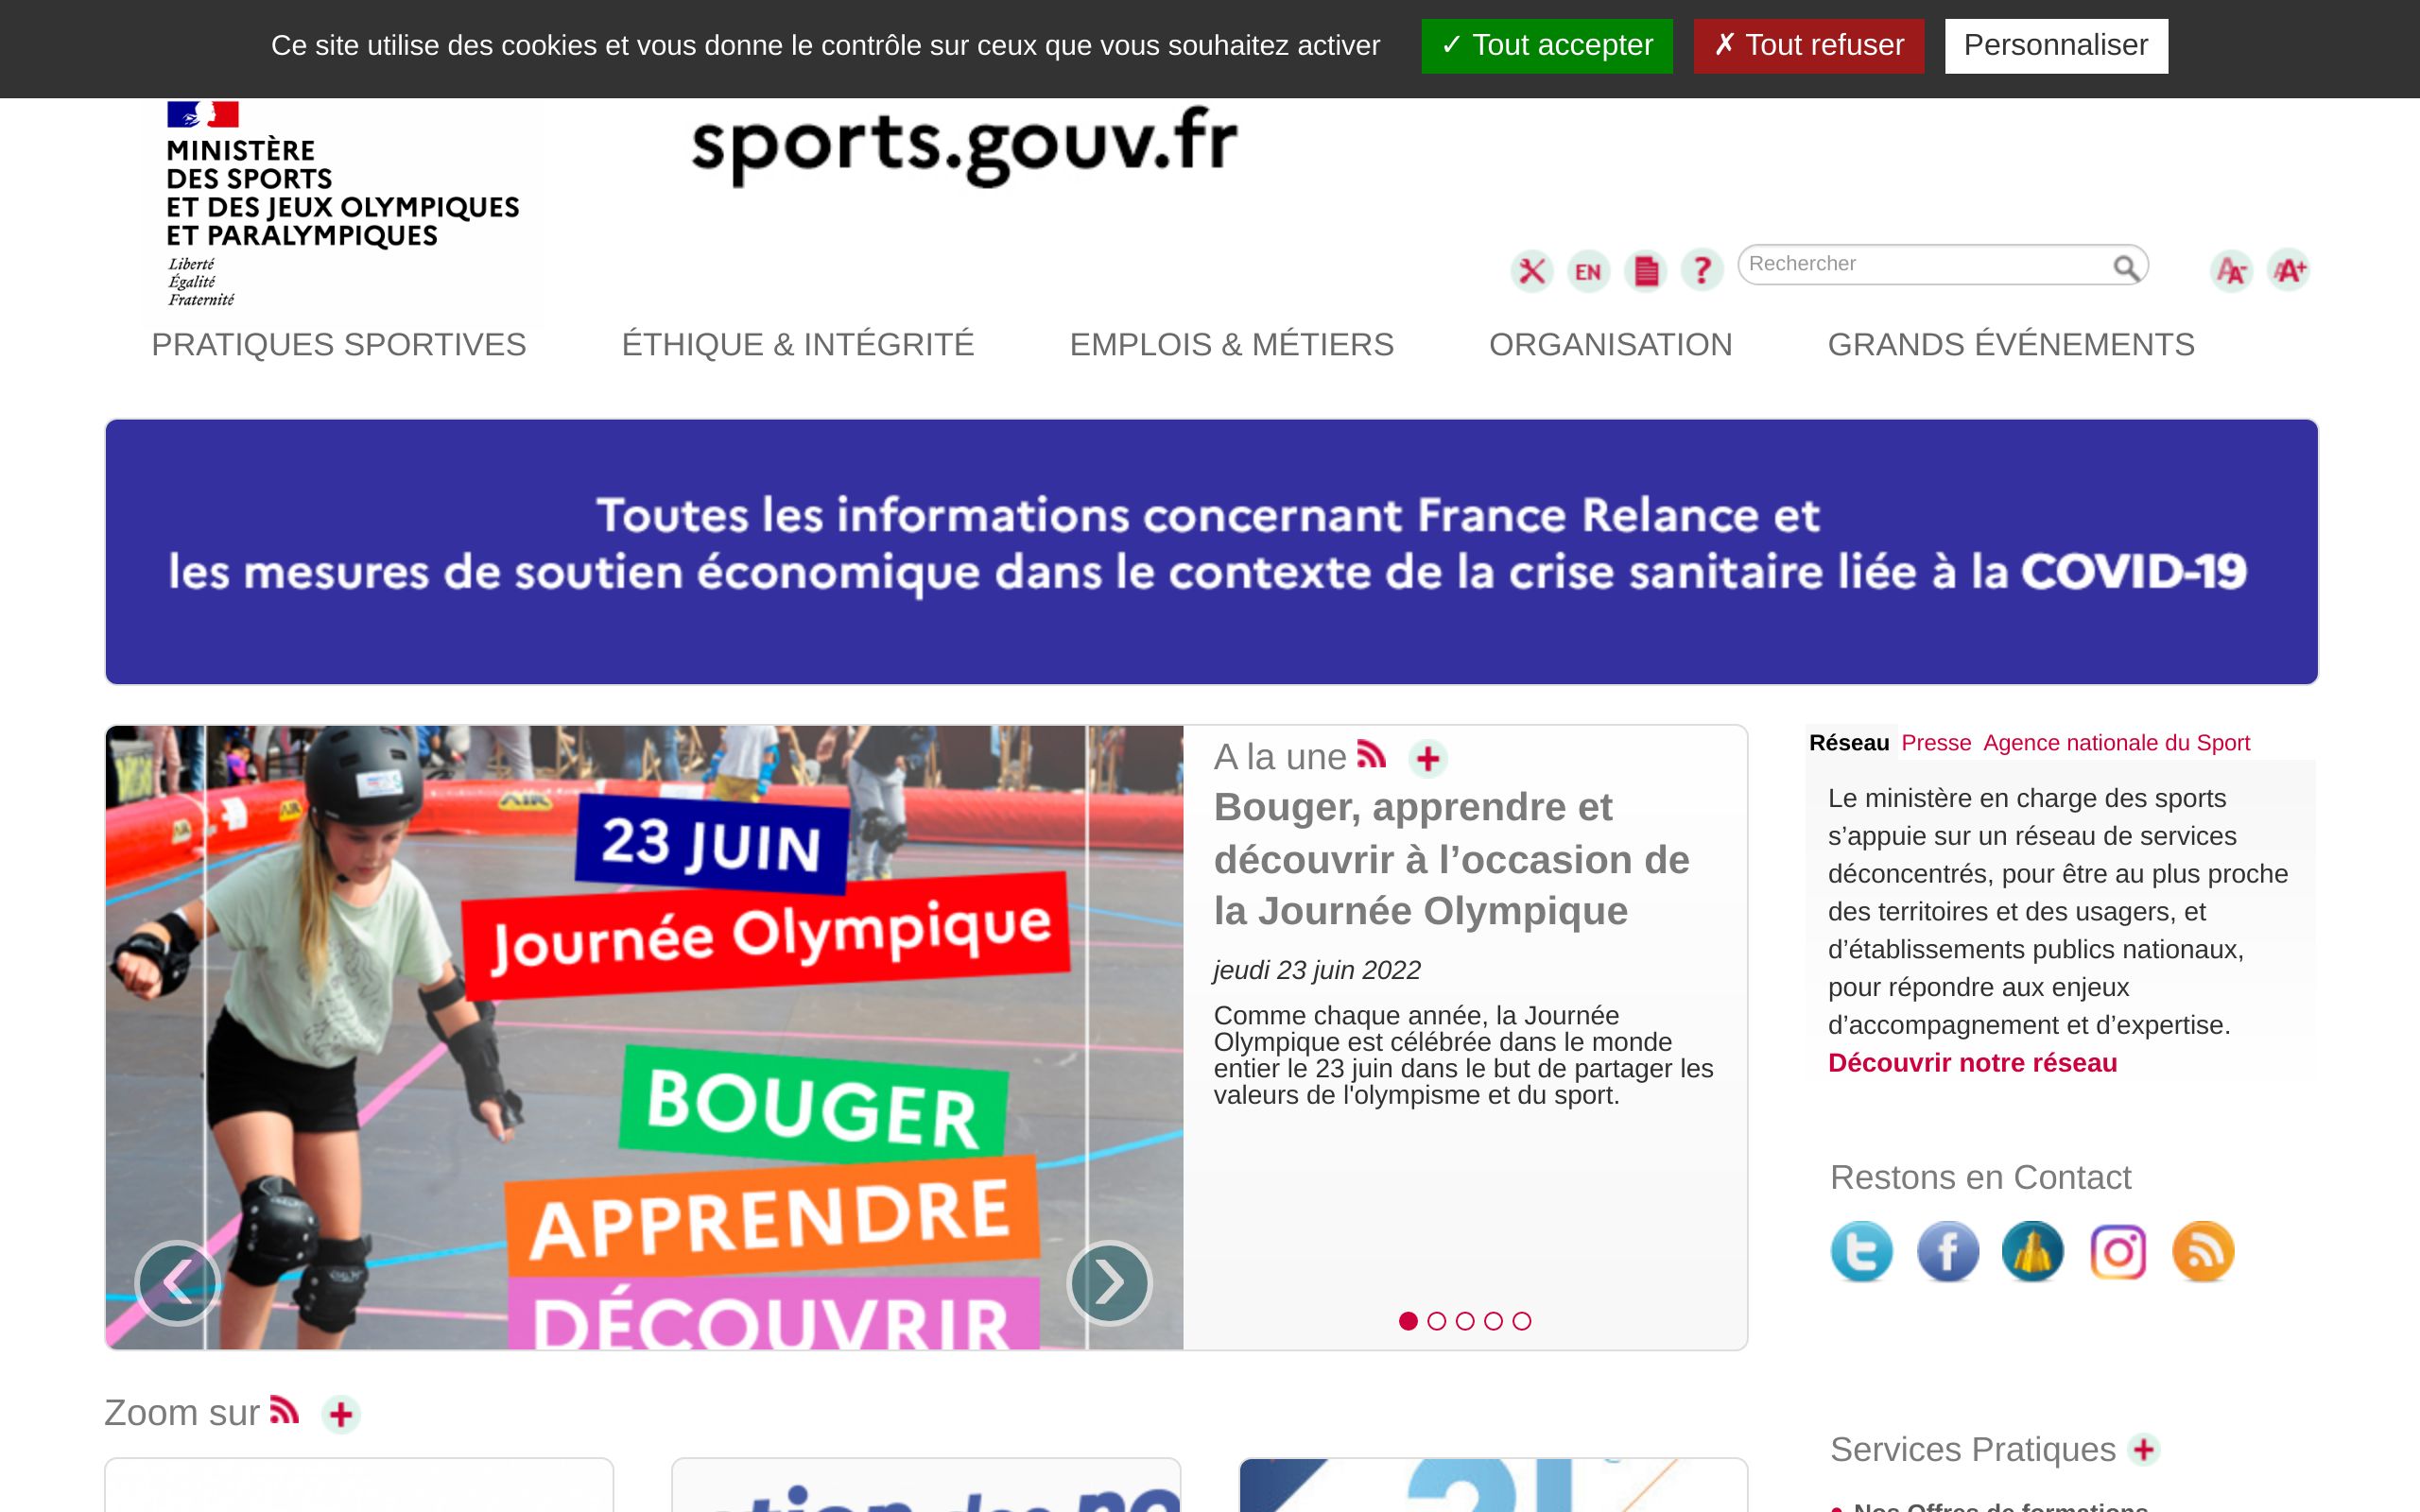 Ce site utilise des cookies et vous donne le contrôle sur ceux que vous souhaitez activer
✓ Tout accepter
✗ Tout refuser
Personnaliser
MINISTÈRE
DES SPORTS
ET DES JEUX OLYMPIQUES
ET PARALYMPIQUES
Liberté
Égalité
Fraternité
sports.gouv.fr
EN
?
Rechercher
A-
A+
PRATIQUES SPORTIVES
ÉTHIQUE & INTÉGRITÉ
EMPLOIS & MÉTIERS
ORGANISATION
GRANDS ÉVÉNEMENTS
Toutes les informations concernant France Relance et
les mesures de soutien économique dans le contexte de la crise sanitaire liée à la COVID-19
23 JUIN
Journée Olympique
BOUGER
APPRENDRE
DÉCOUVRIR
A la une
Bouger, apprendre et
découvrir à l’occasion de
la Journée Olympique
jeudi 23 juin 2022
Comme chaque année, la Journée
Olympique est célébrée dans le monde
entier le 23 juin dans le but de partager les
valeurs de l'olympisme et du sport.
Réseau Presse Agence nationale du Sport
Le ministère en charge des sports
s’appuie sur un réseau de services
déconcentrés, pour être au plus proche
des territoires et des usagers, et
d’établissements publics nationaux,
pour répondre aux enjeux
d’accompagnement et d’expertise.
Découvrir notre réseau
Restons en Contact
Zoom sur
Services Pratiques
Nos Offres de formations